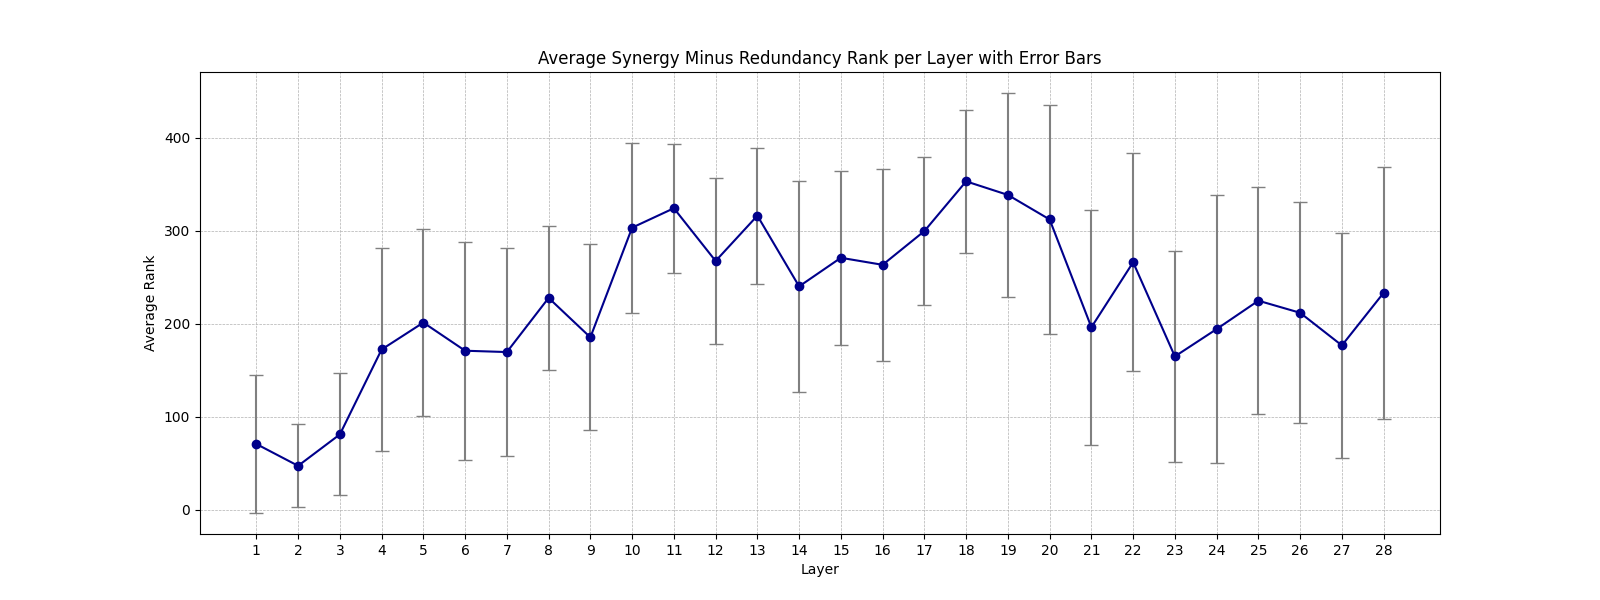 Average Synergy Minus Redundancy Rank per Layer with Error Bars
400
300
200
100
0
Average Rank
1 2 3 4 5 6 7 8 9 10 11 12 13 14 15 16 17 18 19 20 21 22 23 24 25 26 27 28
Layer